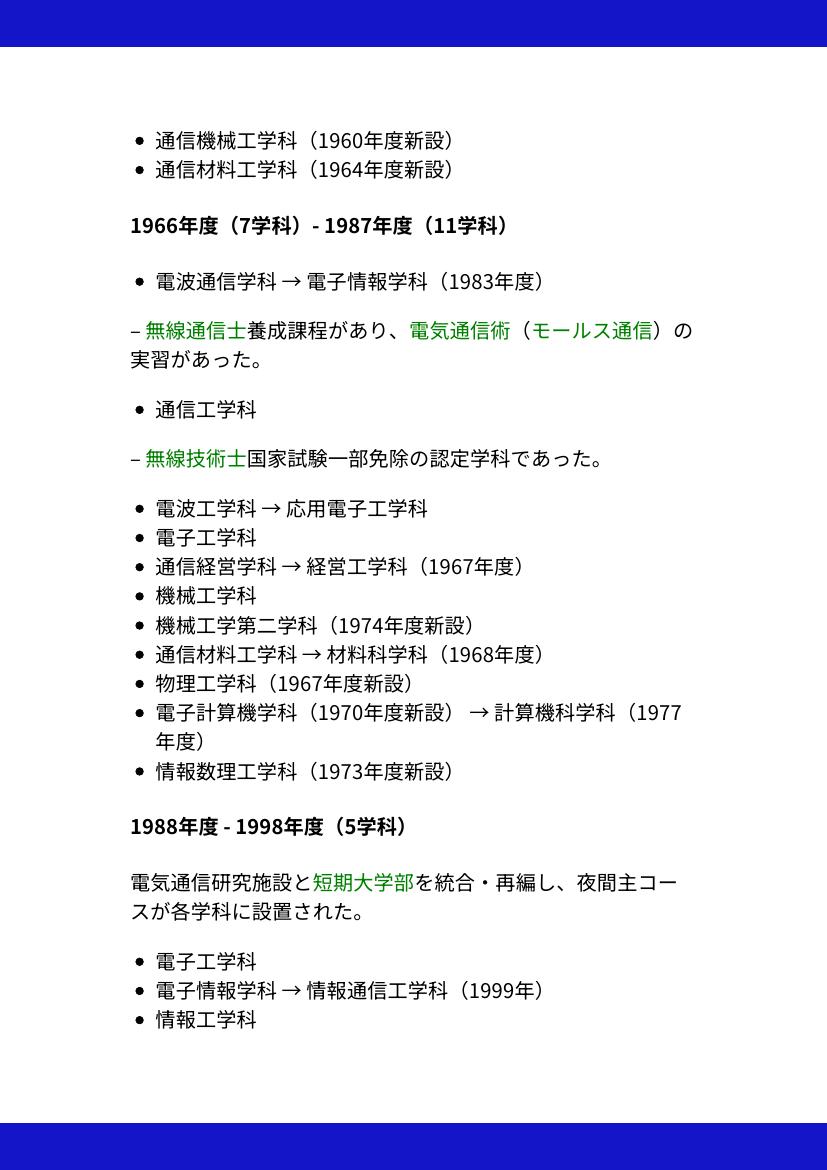 • 通信機械工学科（1960年度新設）
• 通信材料工学科（1964年度新設）
1966年度（7学科）- 1987年度（11学科）
• 電波通信学科 → 電子情報学科（1983年度）
– 無線通信士養成課程があり、電気通信術（モールス通信）の
実習があった。
• 通信工学科
– 無線技術士国家試験一部免除の認定学科であった。
• 電波工学科 → 応用電子工学科
• 電子工学科
• 通信経営学科 → 経営工学科（1967年度）
• 機械工学科
• 機械工学第二学科（1974年度新設）
• 通信材料工学科 → 材料科学科（1968年度）
• 物理工学科（1967年度新設）
• 電子計算機学科（1970年度新設） → 計算機科学科（1977
年度）
• 情報数理工学科（1973年度新設）
1988年度 - 1998年度（5学科）
電気通信研究施設と短期大学部を統合・再編し、夜間主コー
スが各学科に設置された。
• 電子工学科
• 電子情報学科 → 情報通信工学科（1999年）
• 情報工学科